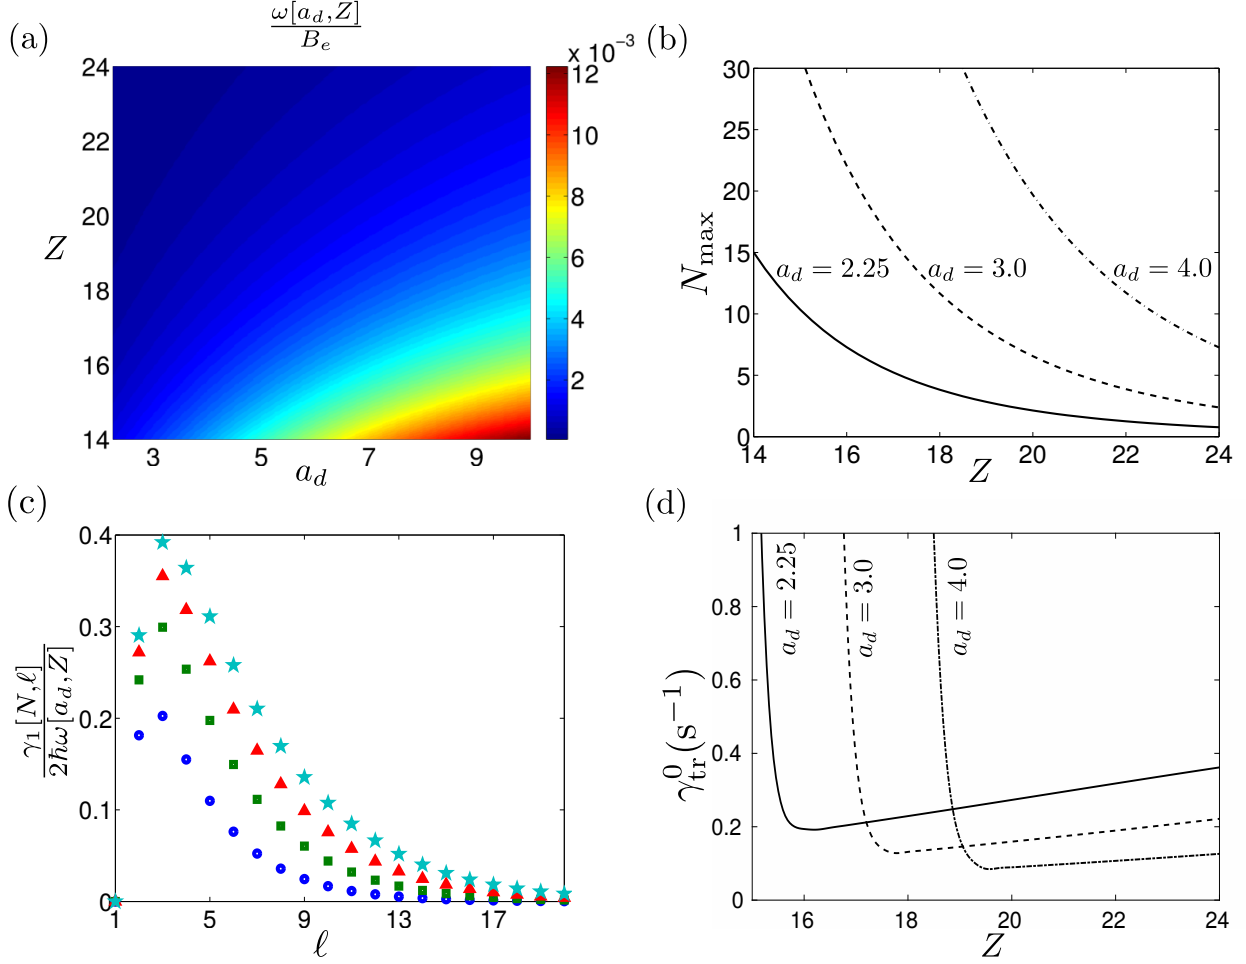 (a)
ω[a_d,Z]
B_e
x 10⁻³
24
22
20
18
16
14
Z
3
5
7
9
a_d
12
10
8
6
4
2
(b)
30
25
20
15
10
5
0
N_max
a_d = 2.25
a_d = 3.0
a_d = 4.0
14
16
18
20
22
24
Z
(c)
0.4
0.3
0.2
0.1
0
γ₁[N,ℓ]
2ħω[a_d,Z]
1
5
9
13
17
ℓ
(d)
1
0.8
0.6
0.4
0.2
0
γ⁰_tr(s⁻¹)
a_d = 2.25
a_d = 3.0
a_d = 4.0
16
18
20
22
24
Z